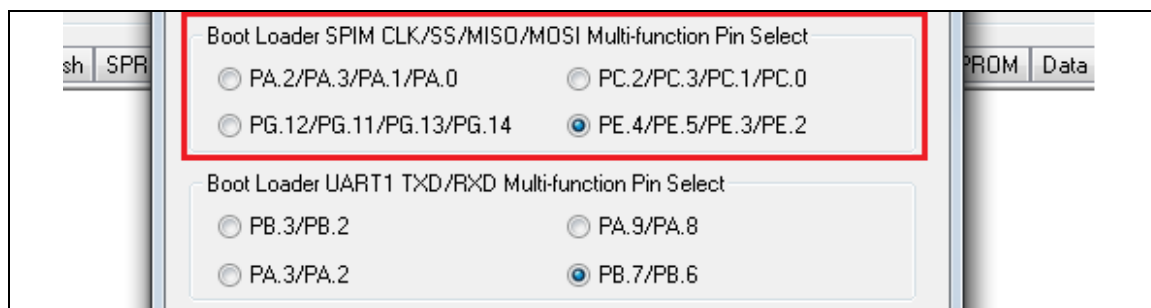 Boot Loader SPIM CLK/SS/MISO/MOSI Multi-function Pin Select
sh SPR PROM Data
PA.2/PA.3/PA.1/PA.0 PC.2/PC.3/PC.1/PC.0
PG.12/PG.11/PG.13/PG.14 PE.4/PE.5/PE.3/PE.2
Boot Loader UART1 TXD/RXD Multi-function Pin Select
PB.3/PB.2 PA.9/PA.8
PA.3/PA.2 PB.7/PB.6